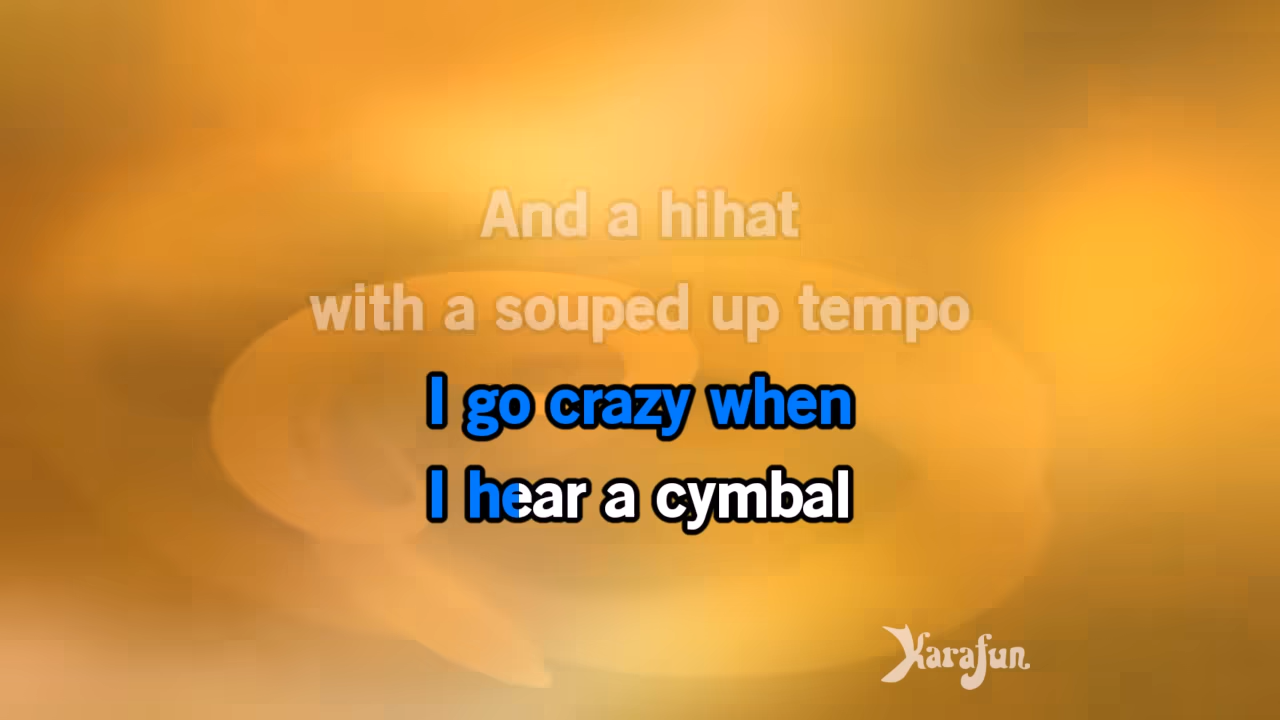 And a hihat
with a souped up tempo
I go crazy when
I hear a cymbal
Karafun